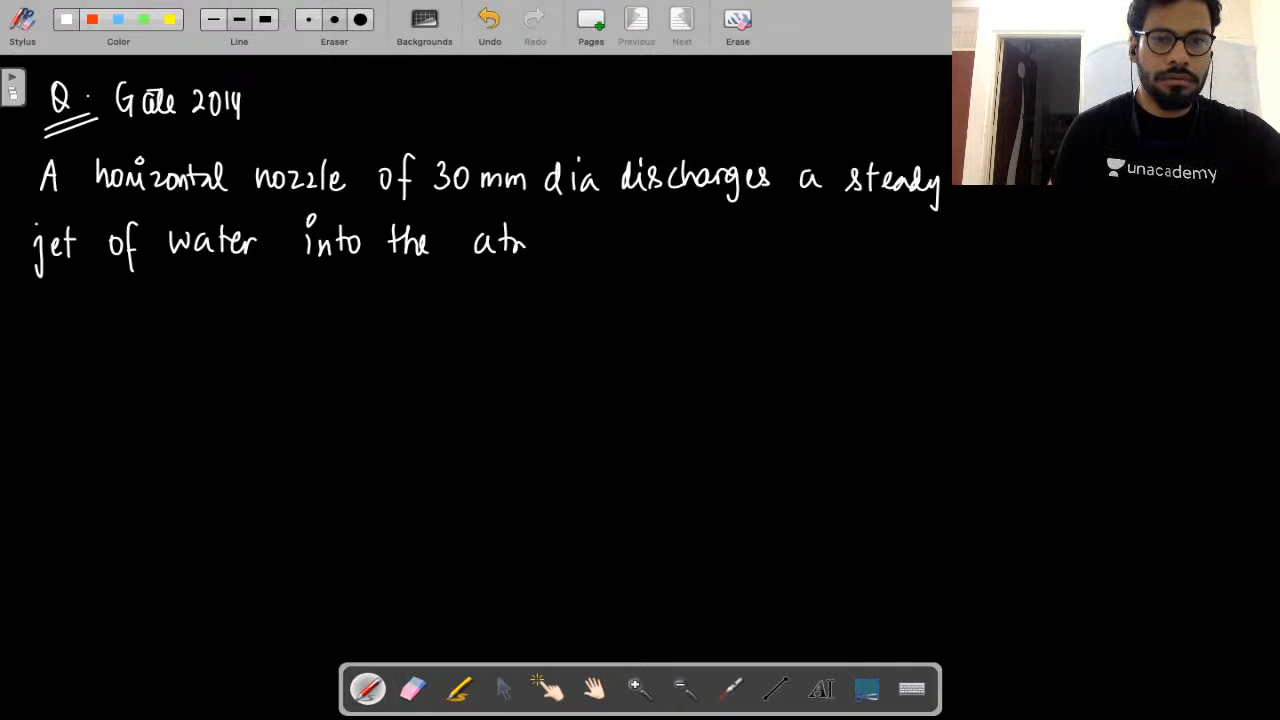 Stylus
Color
Line
Eraser
Backgrounds
Undo
Redo
Pages
Previous
Next
Erase
Q. Gate 2014
A horizontal nozzle of 30 mm dia discharges a steady
jet of water into the atm
unacademy
AI